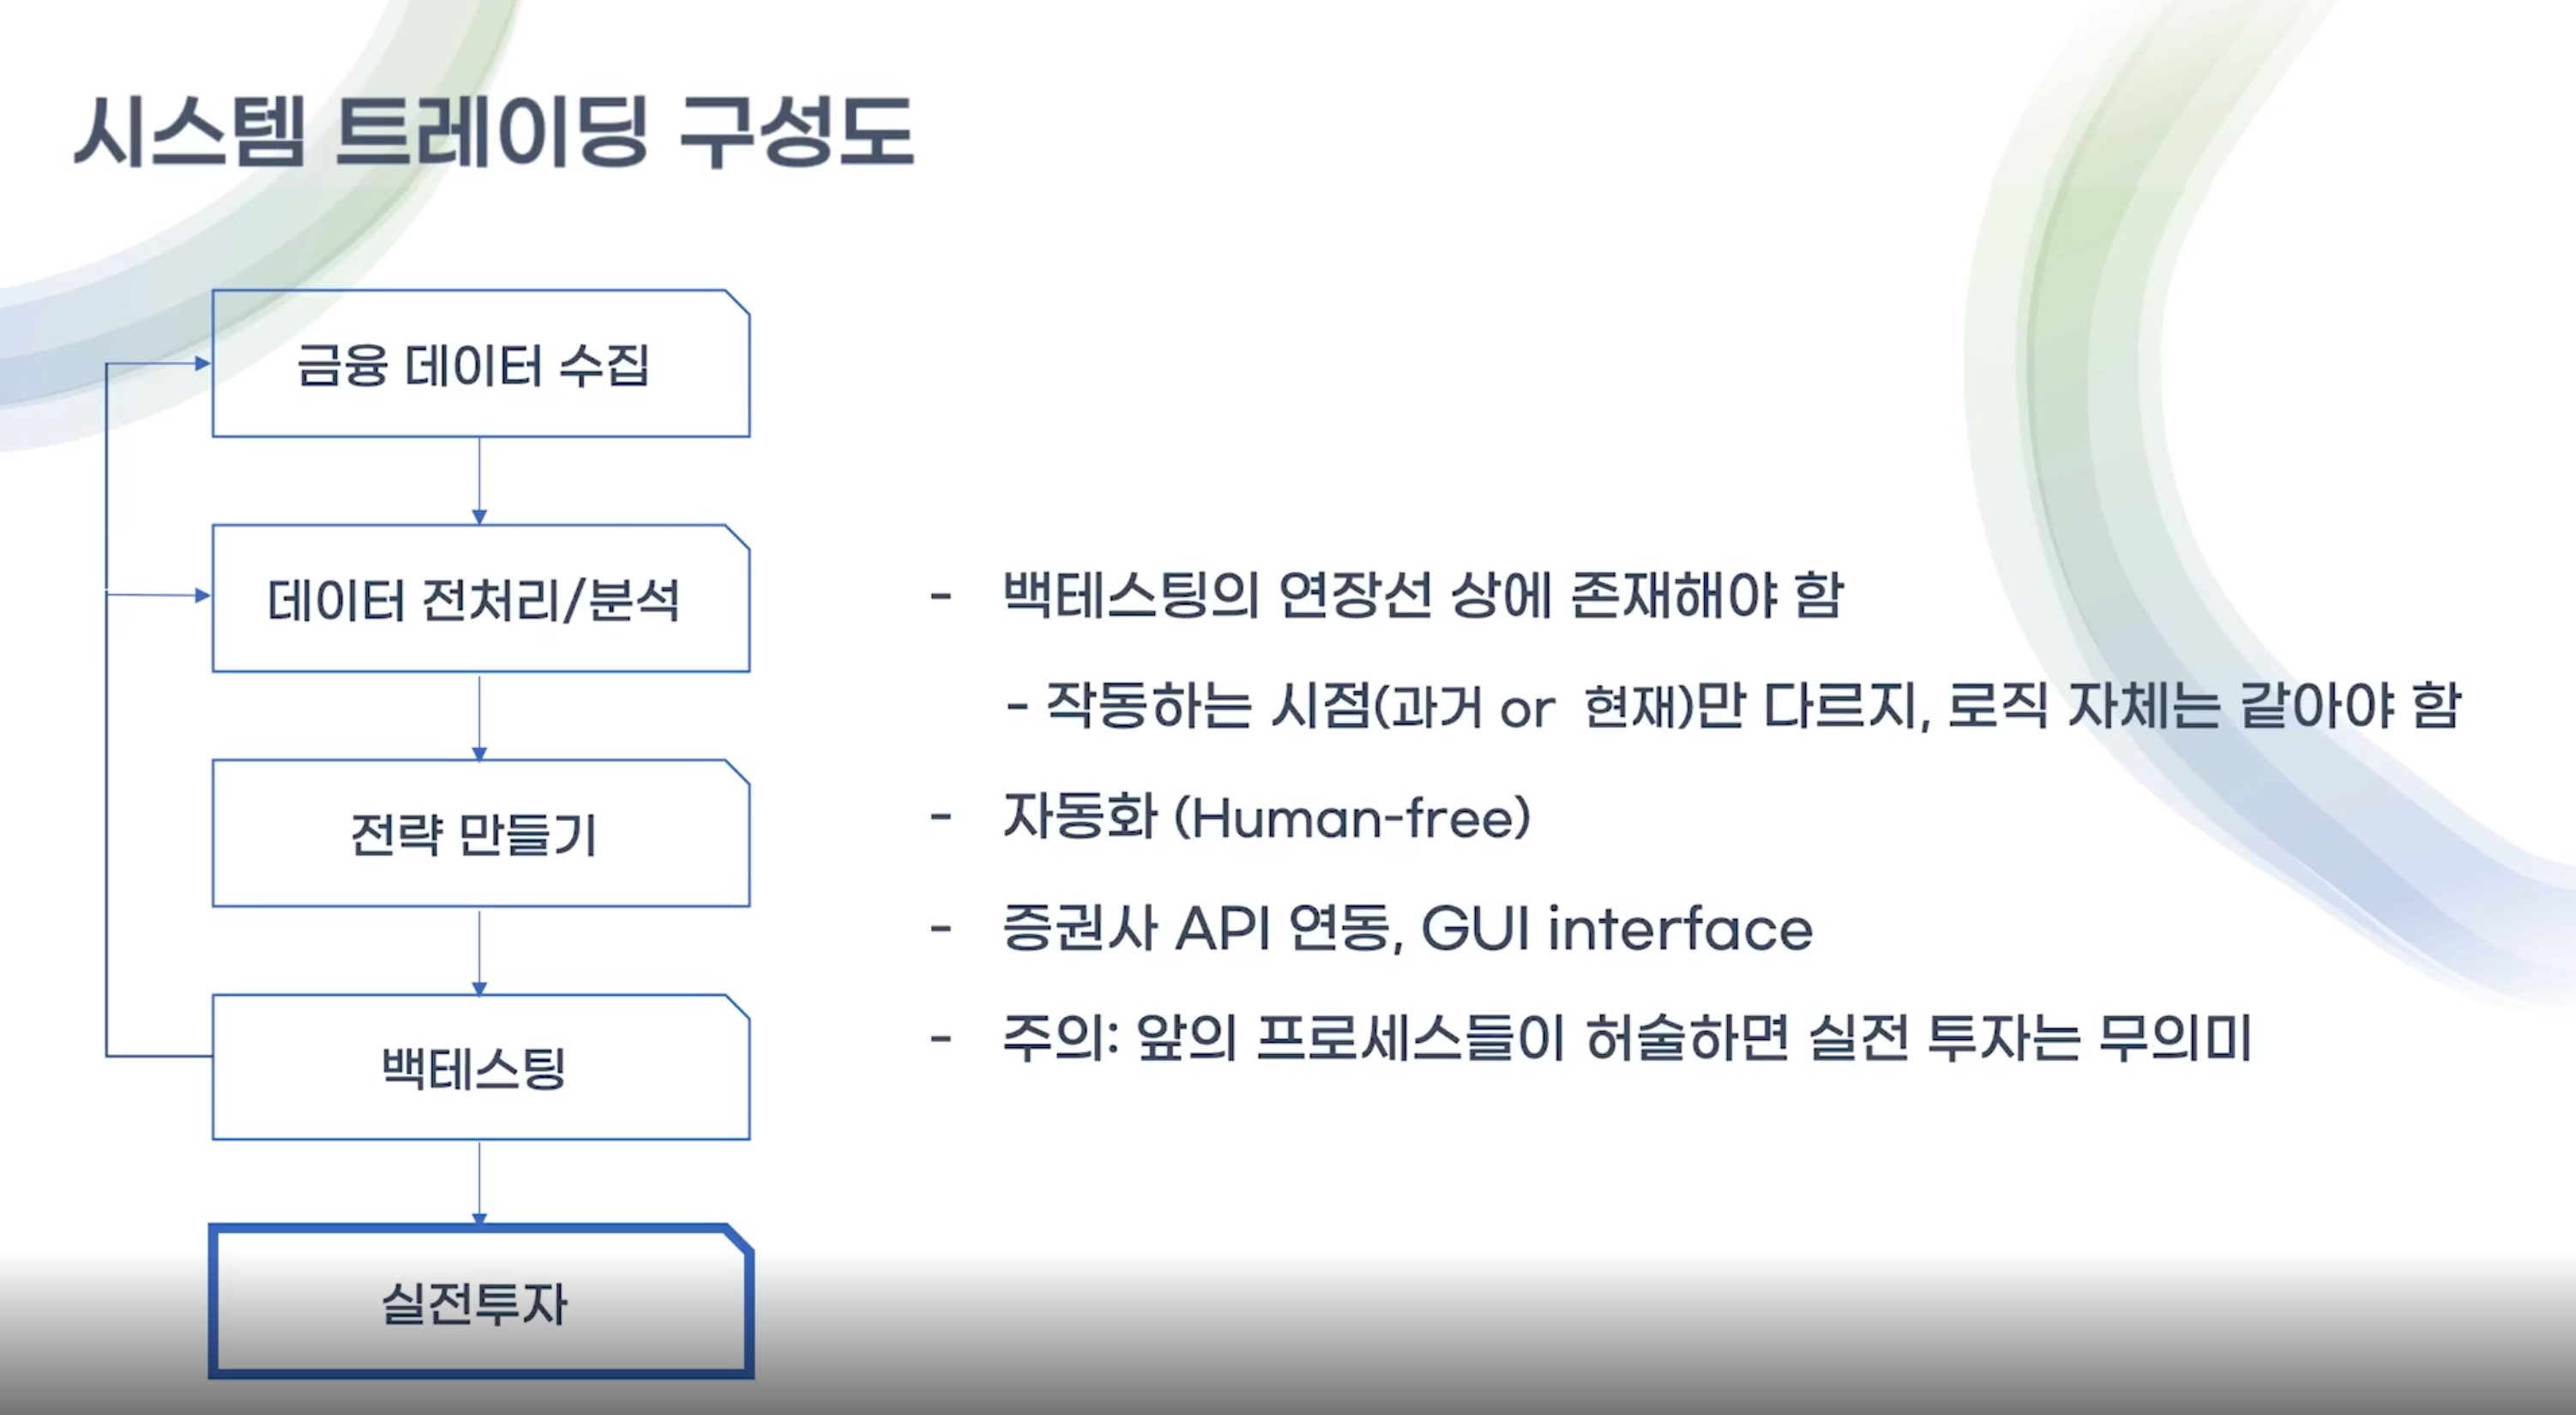 시스템 트레이딩 구성도
금융 데이터 수집
데이터 전처리/분석
전략 만들기
백테스팅
실전투자
- 백테스팅의 연장선 상에 존재해야 함
- 작동하는 시점(과거 or 현재)만 다르지, 로직 자체는 같아야 함
- 자동화 (Human-free)
- 증권사 API 연동, GUI interface
- 주의: 앞의 프로세스들이 허술하면 실전 투자는 무의미